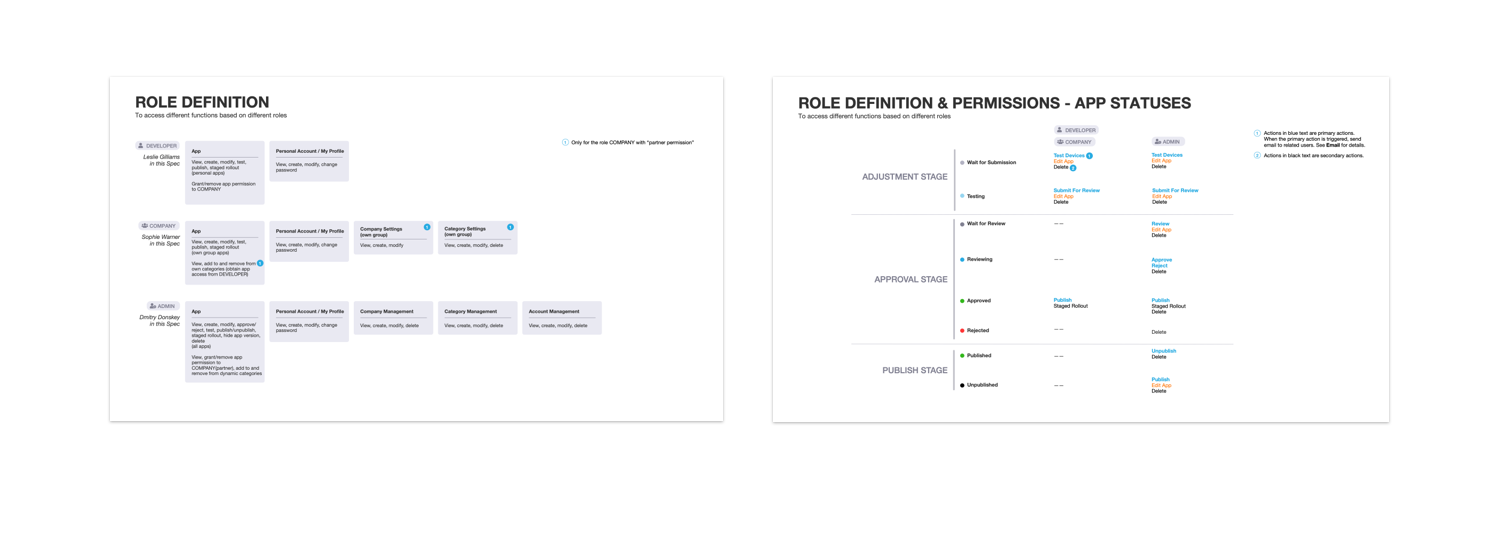 ROLE DEFINITION
To access different functions based on different roles
DEVELOPER
Leslie Gilliams
in this Spec
App
View, create, modify, test,
publish, staged rollout
(personal apps)
Grant/remove app permission
to COMPANY
Personal Account / My Profile
View, create, modify, change
password
1 Only for the role COMPANY with "partner permission"
COMPANY
Sophie Warner
in this Spec
App
View, create, modify, test,
publish, staged rollout
(own group apps)
View, add to and remove from 1
own categories (obtain app
access from DEVELOPER)
Personal Account / My Profile
View, create, modify, change
password
Company Settings
(own group)
1
View, create, modify
Category Settings
(own group)
1
View, create, modify, delete
ADMIN
Dmitry Donskey
in this Spec
App
View, create, modify, approve/
reject, test, publish/unpublish,
staged rollout, hide app version,
delete
(all apps)
View, grant/remove app
permission to
COMPANY(partner), add to and
remove from dynamic categories
Personal Account / My Profile
View, create, modify, change
password
Company Management
View, create, modify, delete
Category Management
View, create, modify, delete
Account Management
View, create, modify, delete
ROLE DEFINITION & PERMISSIONS - APP STATUSES
To access different functions based on different roles
DEVELOPER
COMPANY
ADMIN
1 Actions in blue text are primary actions.
When the primary action is triggered, send
email to related users. See Email for details.
2 Actions in black text are secondary actions.
ADJUSTMENT STAGE
Wait for Submission
Test Devices 1
Edit App
Delete 2
Test Devices
Edit App
Delete
Testing
Submit For Review
Edit App
Delete
Submit For Review
Edit App
Delete
APPROVAL STAGE
Wait for Review
——
Review
Edit App
Delete
Reviewing
——
Approve
Reject
Delete
Approved
Publish
Staged Rollout
Publish
Staged Rollout
Delete
Rejected
——
Delete
PUBLISH STAGE
Published
——
Unpublish
Delete
Unpublished
——
Publish
Edit App
Delete